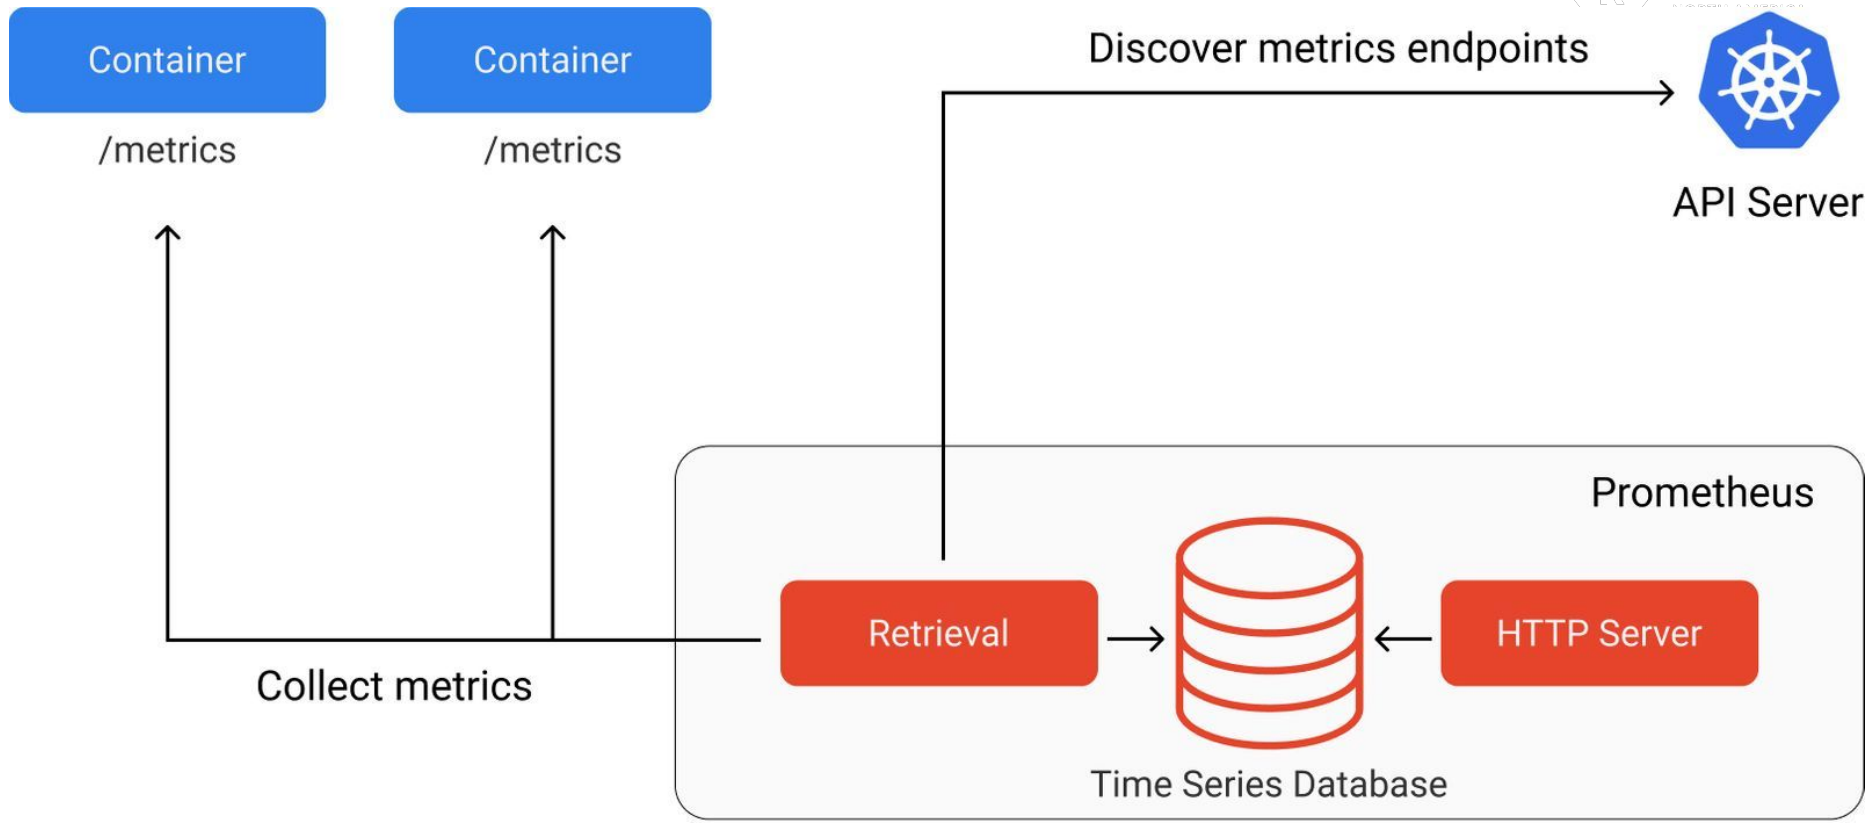 Container
Container
Discover metrics endpoints
/metrics
/metrics
API Server
Prometheus
Retrieval
HTTP Server
Collect metrics
Time Series Database